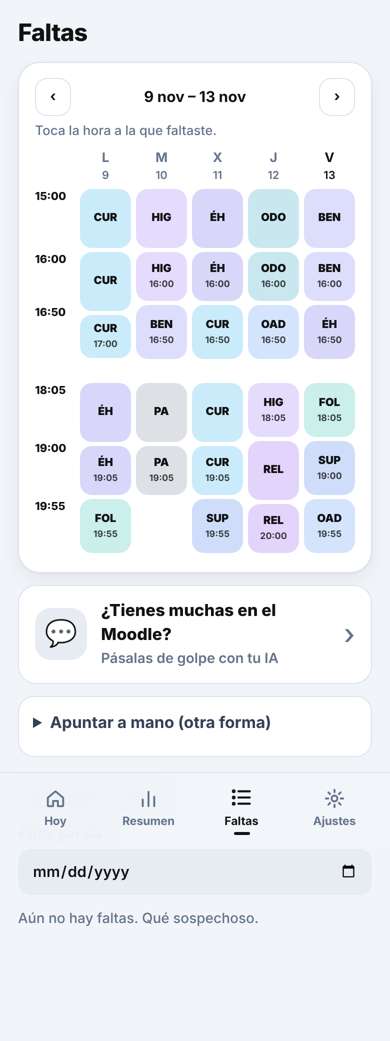 Faltas
‹
9 nov – 13 nov
›
Toca la hora a la que faltaste.
L M X J V
9 10 11 12 13
15:00 CUR HIG ÉH ODO BEN
16:00 CUR HIG 16:00 ÉH 16:00 ODO 16:00 BEN 16:00
16:50 CUR 17:00 BEN 16:50 CUR 16:50 OAD 16:50 ÉH 16:50
18:05 ÉH PA CUR HIG 18:05 FOL 18:05
19:00 ÉH 19:05 PA 19:05 CUR 19:05 REL SUP 19:00
19:55 FOL 19:55 SUP 19:55 REL 20:00 OAD 19:55
¿Tienes muchas en el
Moodle?
Pásalas de golpe con tu IA
›
Apuntar a mano (otra forma)
Hoy Resumen Faltas Ajustes
mm/dd/yyyy
Aún no hay faltas. Qué sospechoso.